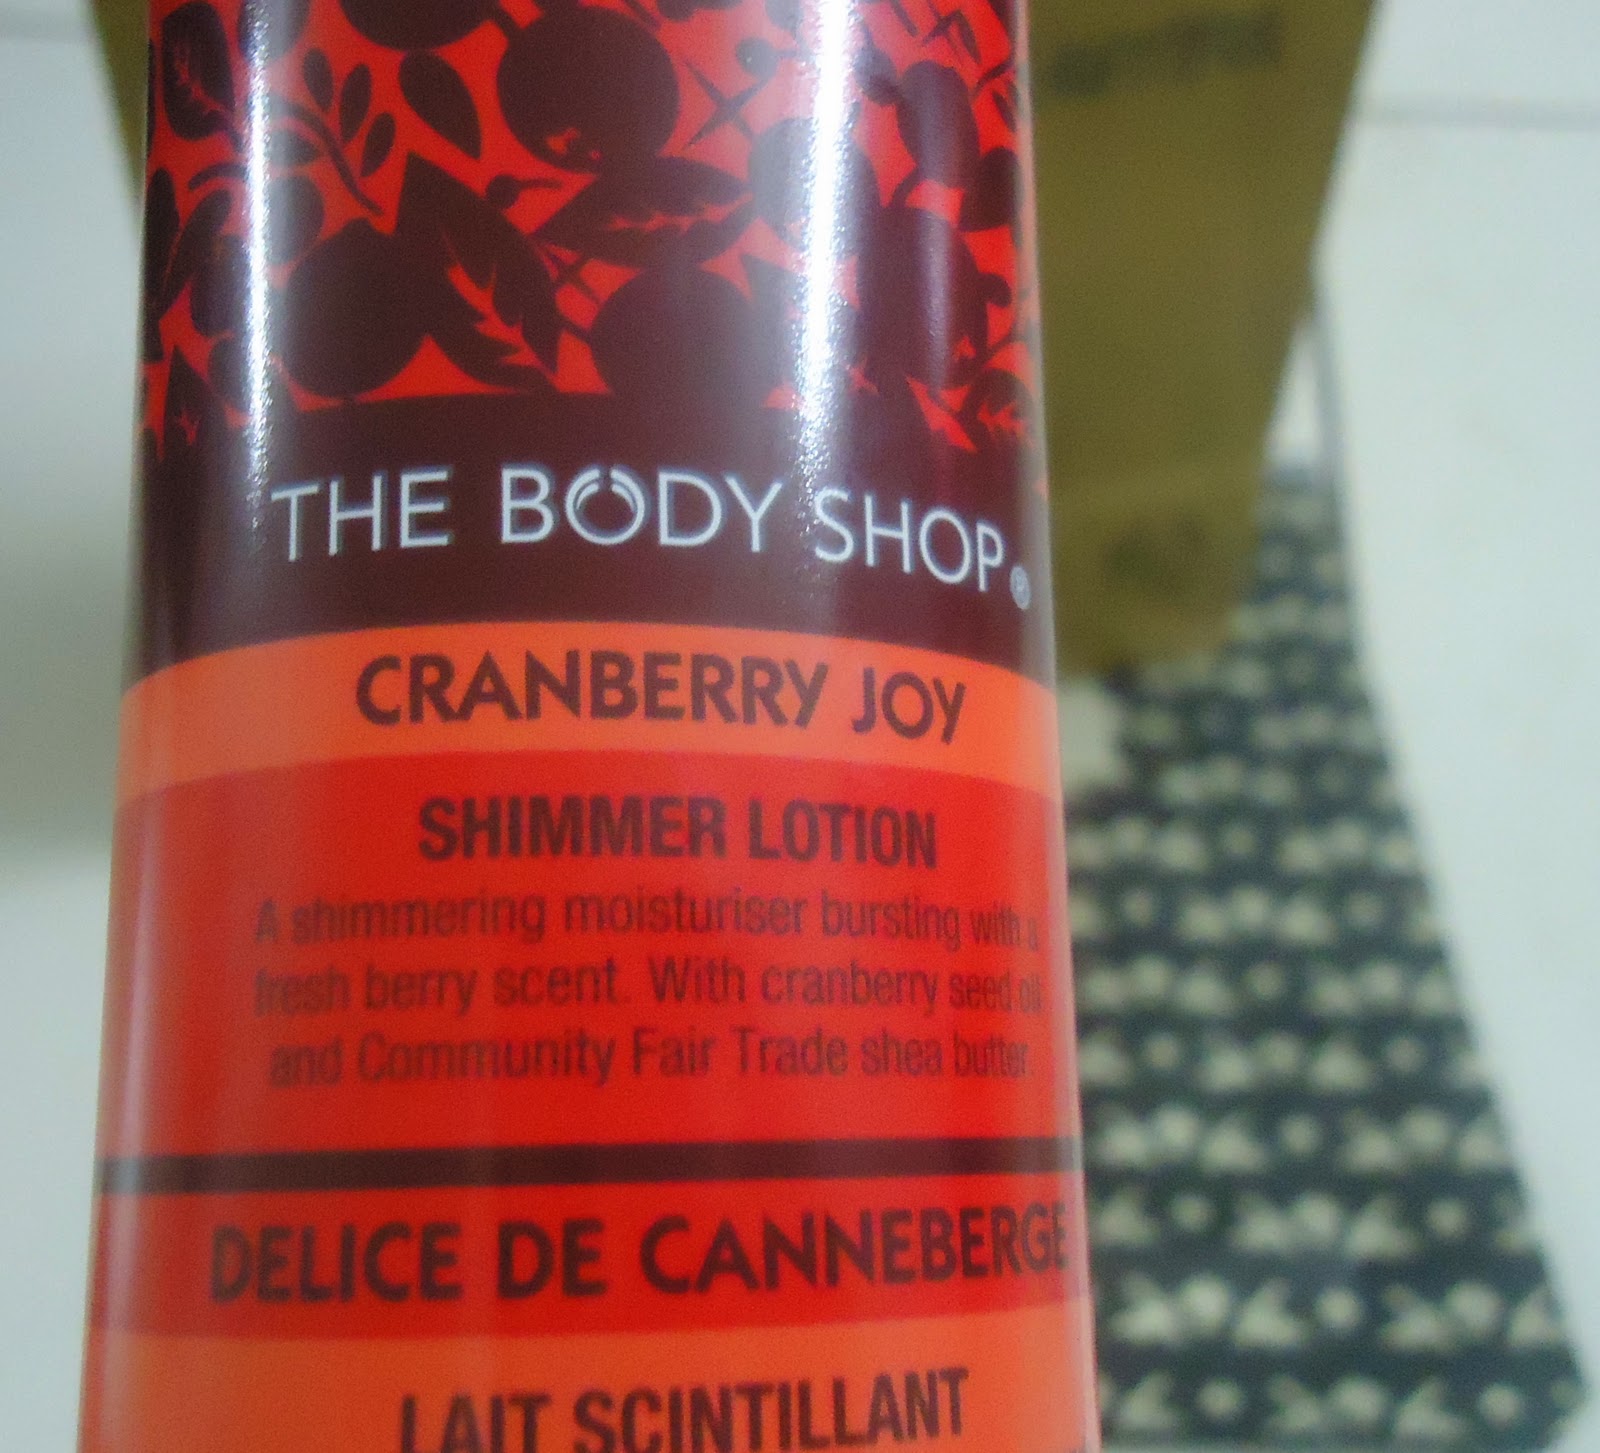 THE BODY SHOP®
CRANBERRY JOY
SHIMMER LOTION
A shimmering moisturiser bursting with a
fresh berry scent. With cranberry seed oil
and Community Fair Trade shea butter.
DELICE DE CANNEBERGE
LAIT SCINTILLANT